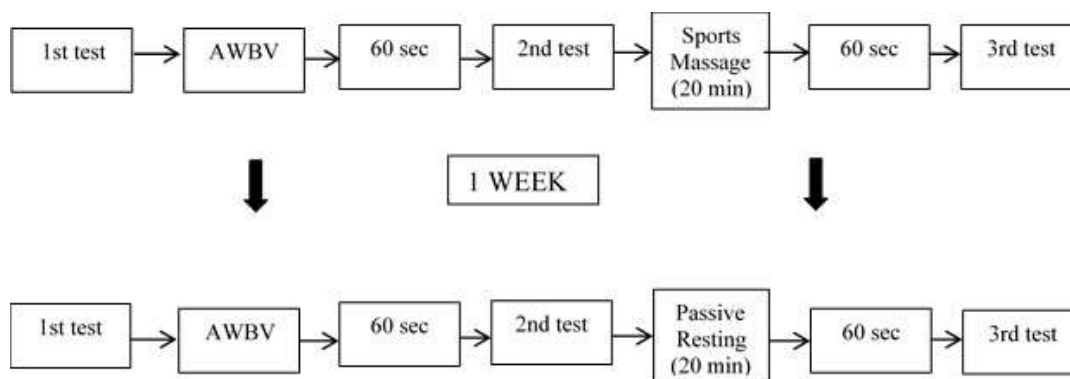 1st test
AWBV
60 sec
2nd test
Sports
Massage
(20 min)
60 sec
3rd test
1 WEEK
1st test
AWBV
60 sec
2nd test
Passive
Resting
(20 min)
60 sec
3rd test